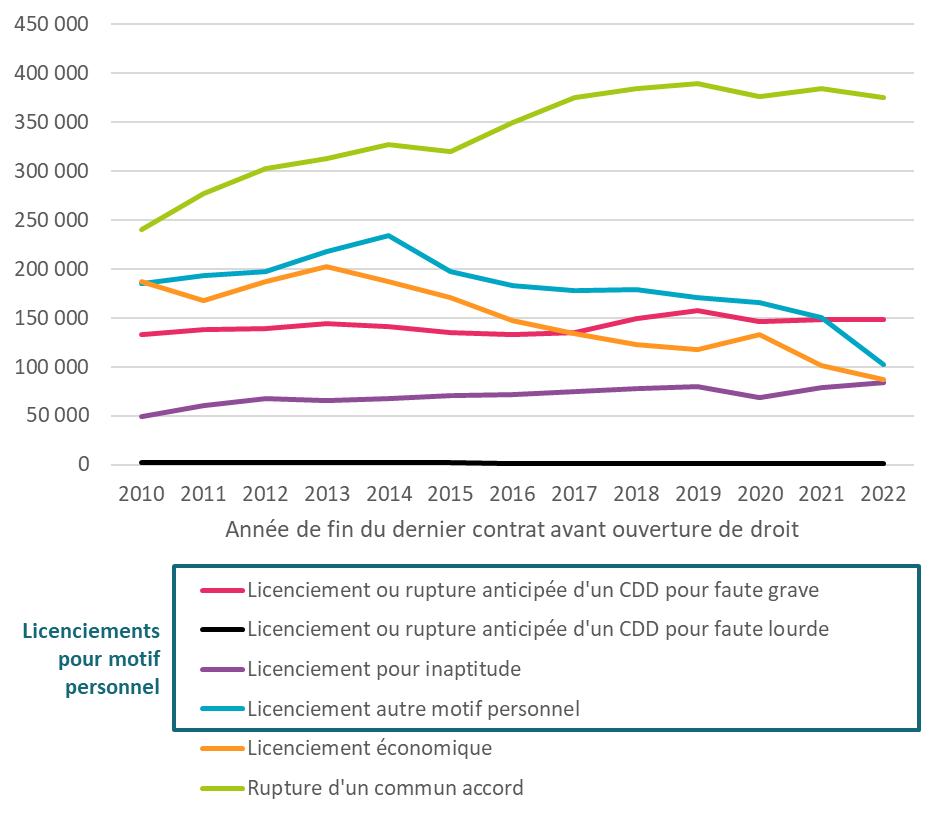 450 000
400 000
350 000
300 000
250 000
200 000
150 000
100 000
50 000
0
2010 2011 2012 2013 2014 2015 2016 2017 2018 2019 2020 2021 2022
Année de fin du dernier contrat avant ouverture de droit
Licenciements
pour motif
personnel
Licenciement ou rupture anticipée d'un CDD pour faute grave
Licenciement ou rupture anticipée d'un CDD pour faute lourde
Licenciement pour inaptitude
Licenciement autre motif personnel
Licenciement économique
Rupture d'un commun accord